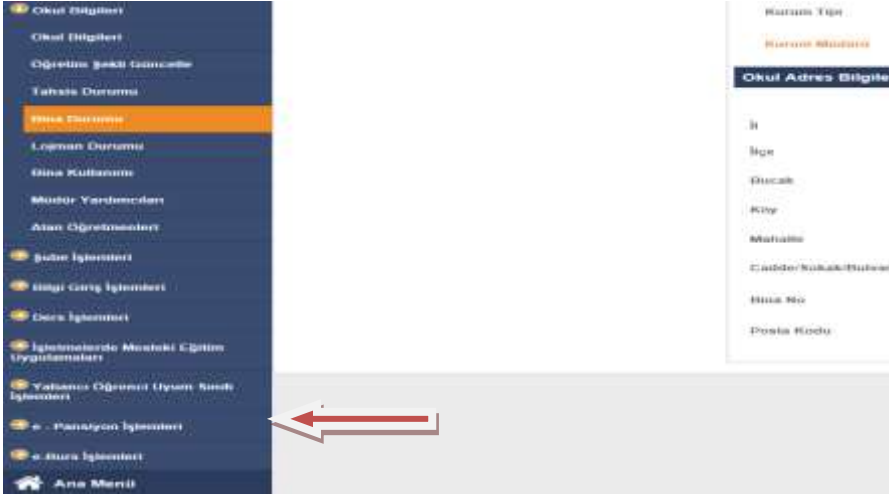 Okul Bilgileri
Okul Bilgileri
Öğretim Şekli Güncelle
Tahsis Durumu
Bina Durumu
Lojman Durumu
Bina Kullanımı
Müdür Yardımcıları
Alan Öğretmenleri
Şube İşlemleri
Bilgi Giriş İşlemleri
Ders İşlemleri
İşletmelerde Mesleki Eğitim
Uygulamaları
Yabancı Öğrenci Uyum Sınıfı
İşlemleri
e - Pansiyon İşlemleri
e-Burs İşlemleri
Ana Menü
Kurum Tipi
Kurum Müdürü
Okul Adres Bilgile
İl
İlçe
Bucak
Köy
Mahalle
Cadde/Sokak/Bulvar
Bina No
Posta Kodu